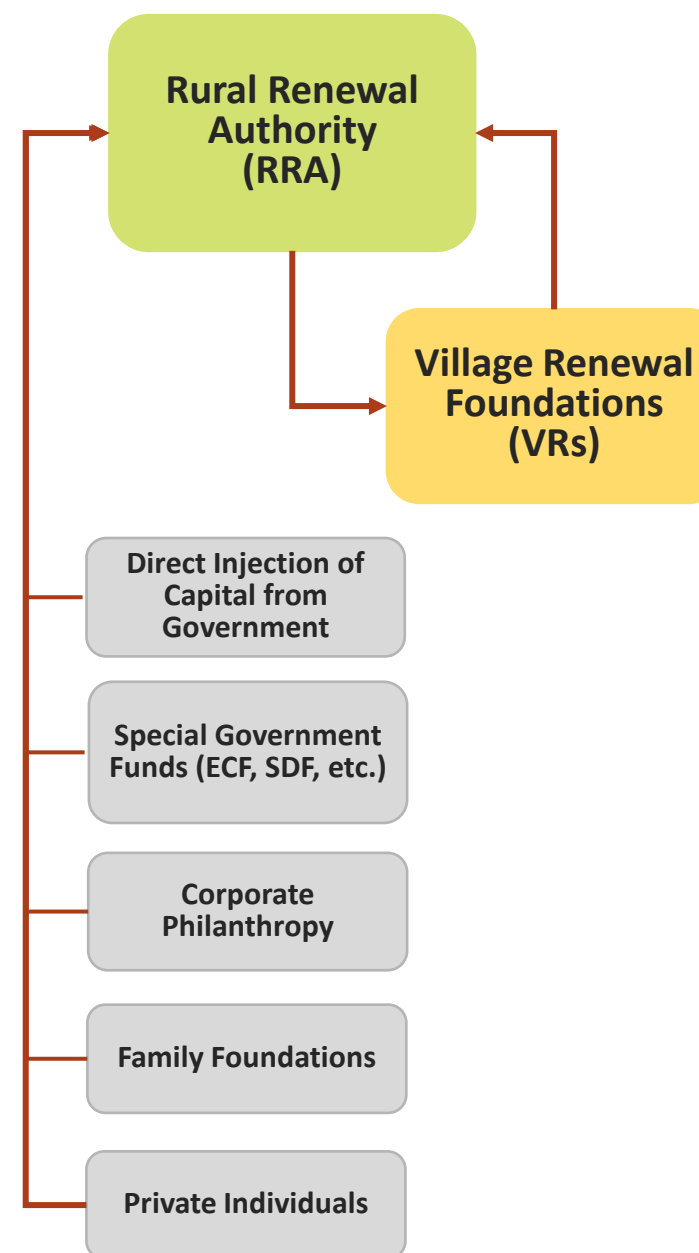 Rural Renewal
Authority
(RRA)
Village Renewal
Foundations
(VRs)
Direct Injection of
Capital from
Government
Special Government
Funds (ECF, SDF, etc.)
Corporate
Philanthropy
Family Foundations
Private Individuals